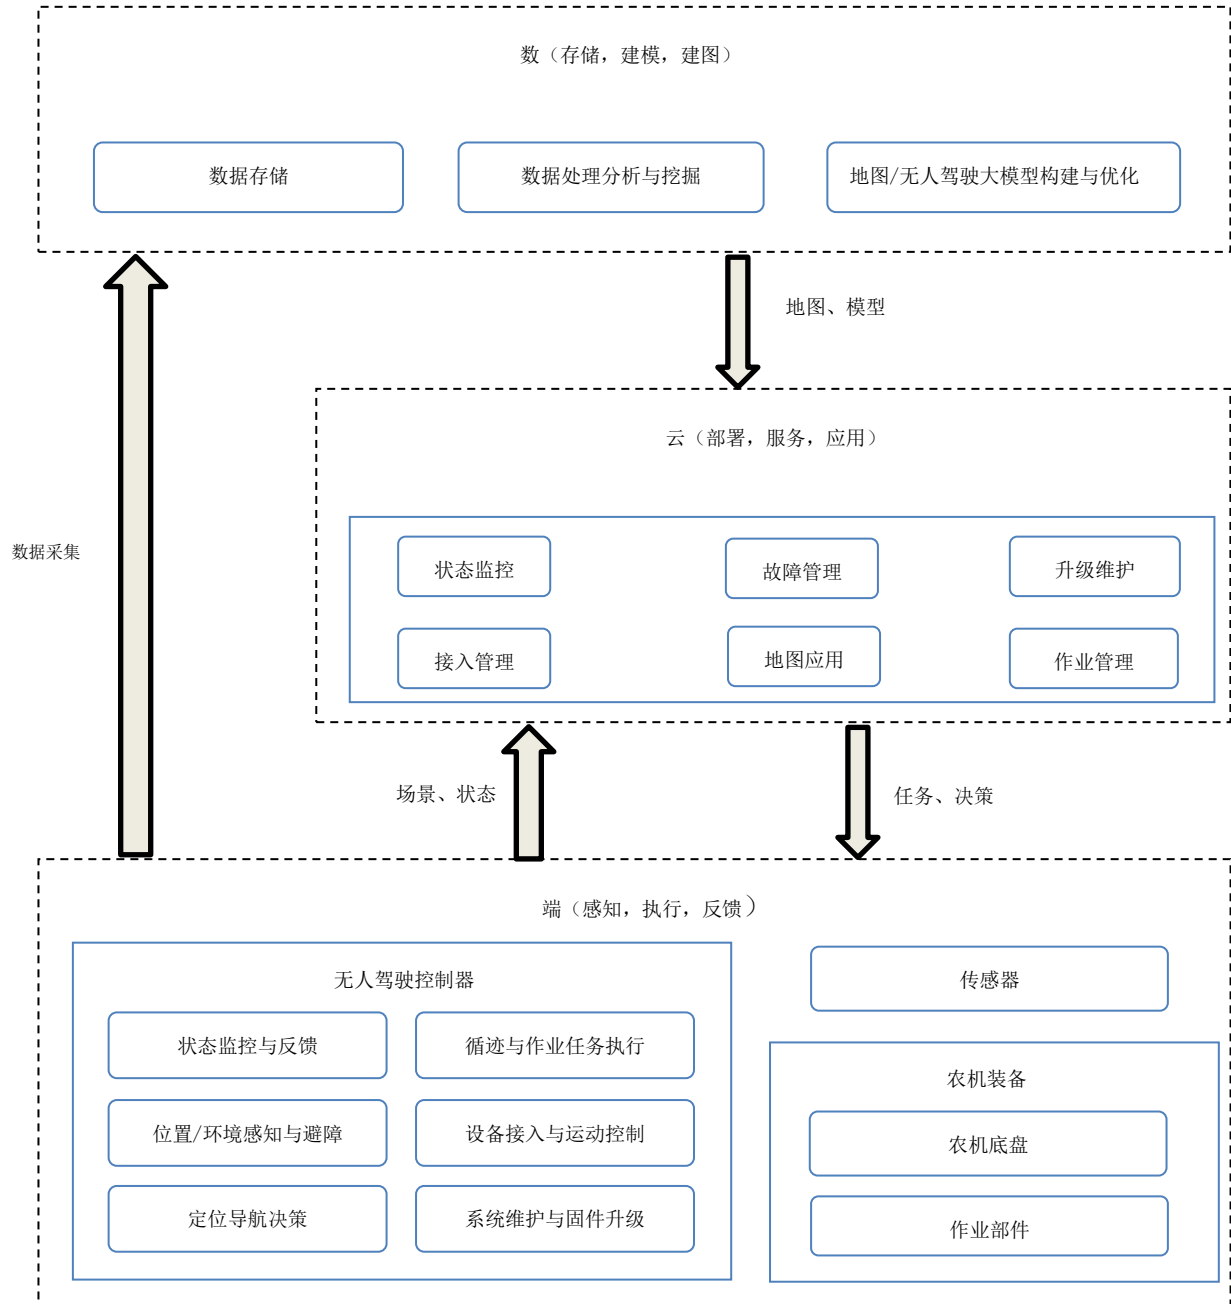 数（存储，建模，建图）
数据存储
数据处理分析与挖掘
地图/无人驾驶大模型构建与优化
地图、模型
云（部署，服务，应用）
数据采集
状态监控
故障管理
升级维护
接入管理
地图应用
作业管理
场景、状态
任务、决策
端（感知，执行，反馈）
无人驾驶控制器
传感器
状态监控与反馈
循迹与作业任务执行
农机装备
位置/环境感知与避障
设备接入与运动控制
农机底盘
定位导航决策
系统维护与固件升级
作业部件